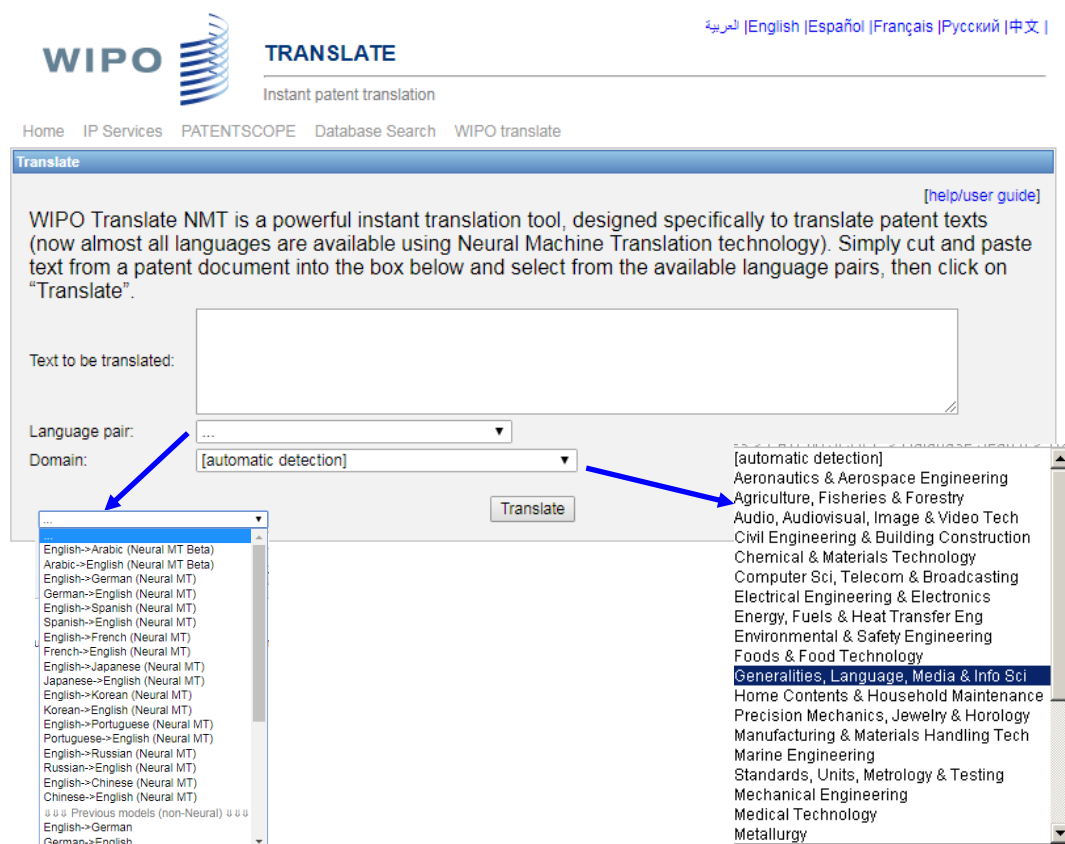 العربية |English |Español |Français |Русский |中文 |
WIPO
TRANSLATE
Instant patent translation
Home IP Services PATENTSCOPE Database Search WIPO translate
Translate
[help/user guide]
WIPO Translate NMT is a powerful instant translation tool, designed specifically to translate patent texts
(now almost all languages are available using Neural Machine Translation technology). Simply cut and paste
text from a patent document into the box below and select from the available language pairs, then click on
“Translate”.
Text to be translated:
Language pair: ...
Domain: [automatic detection]
Translate
...
...
English->Arabic (Neural MT Beta)
Arabic->English (Neural MT Beta)
English->German (Neural MT)
German->English (Neural MT)
English->Spanish (Neural MT)
Spanish->English (Neural MT)
English->French (Neural MT)
French->English (Neural MT)
English->Japanese (Neural MT)
Japanese->English (Neural MT)
English->Korean (Neural MT)
Korean->English (Neural MT)
English->Portuguese (Neural MT)
Portuguese->English (Neural MT)
English->Russian (Neural MT)
Russian->English (Neural MT)
English->Chinese (Neural MT)
Chinese->English (Neural MT)
⇓⇓⇓ Previous models (non-Neural) ⇓⇓⇓
English->German
German->English
[automatic detection]
Aeronautics & Aerospace Engineering
Agriculture, Fisheries & Forestry
Audio, Audiovisual, Image & Video Tech
Civil Engineering & Building Construction
Chemical & Materials Technology
Computer Sci, Telecom & Broadcasting
Electrical Engineering & Electronics
Energy, Fuels & Heat Transfer Eng
Environmental & Safety Engineering
Foods & Food Technology
Generalities, Language, Media & Info Sci
Home Contents & Household Maintenance
Precision Mechanics, Jewelry & Horology
Manufacturing & Materials Handling Tech
Marine Engineering
Standards, Units, Metrology & Testing
Mechanical Engineering
Medical Technology
Metallurgy